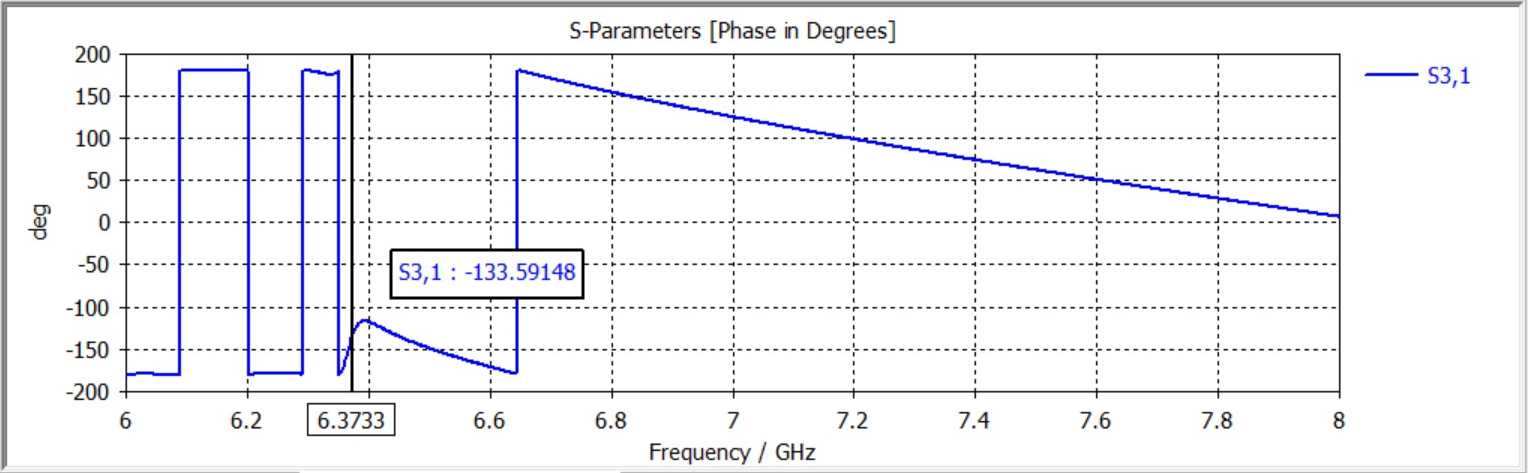 S-Parameters [Phase in Degrees]
200
150
100
50
0
-50
-100
-150
-200
deg
S3,1
S3,1 : -133.59148
6 6.2 6.3733 6.6 6.8 7 7.2 7.4 7.6 7.8 8
Frequency / GHz